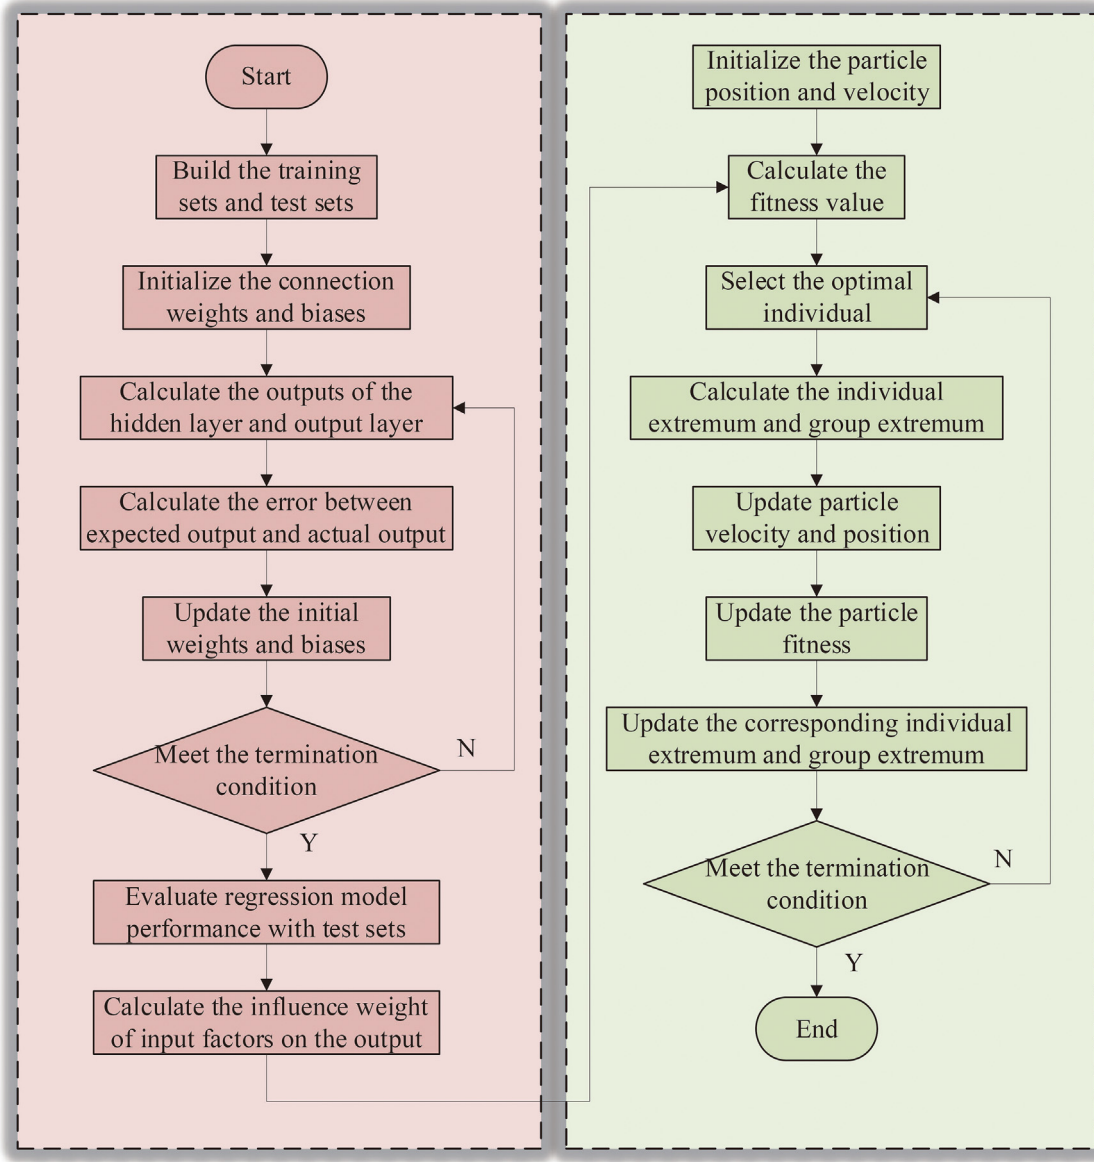 Start
Build the training
sets and test sets
Initialize the connection
weights and biases
Calculate the outputs of the
hidden layer and output layer
Calculate the error between
expected output and actual output
Update the initial
weights and biases
Meet the termination
condition
N
Y
Evaluate regression model
performance with test sets
Calculate the influence weight
of input factors on the output
Initialize the particle
position and velocity
Calculate the
fitness value
Select the optimal
individual
Calculate the individual
extremum and group extremum
Update particle
velocity and position
Update the particle
fitness
Update the corresponding individual
extremum and group extremum
Meet the termination
condition
N
Y
End